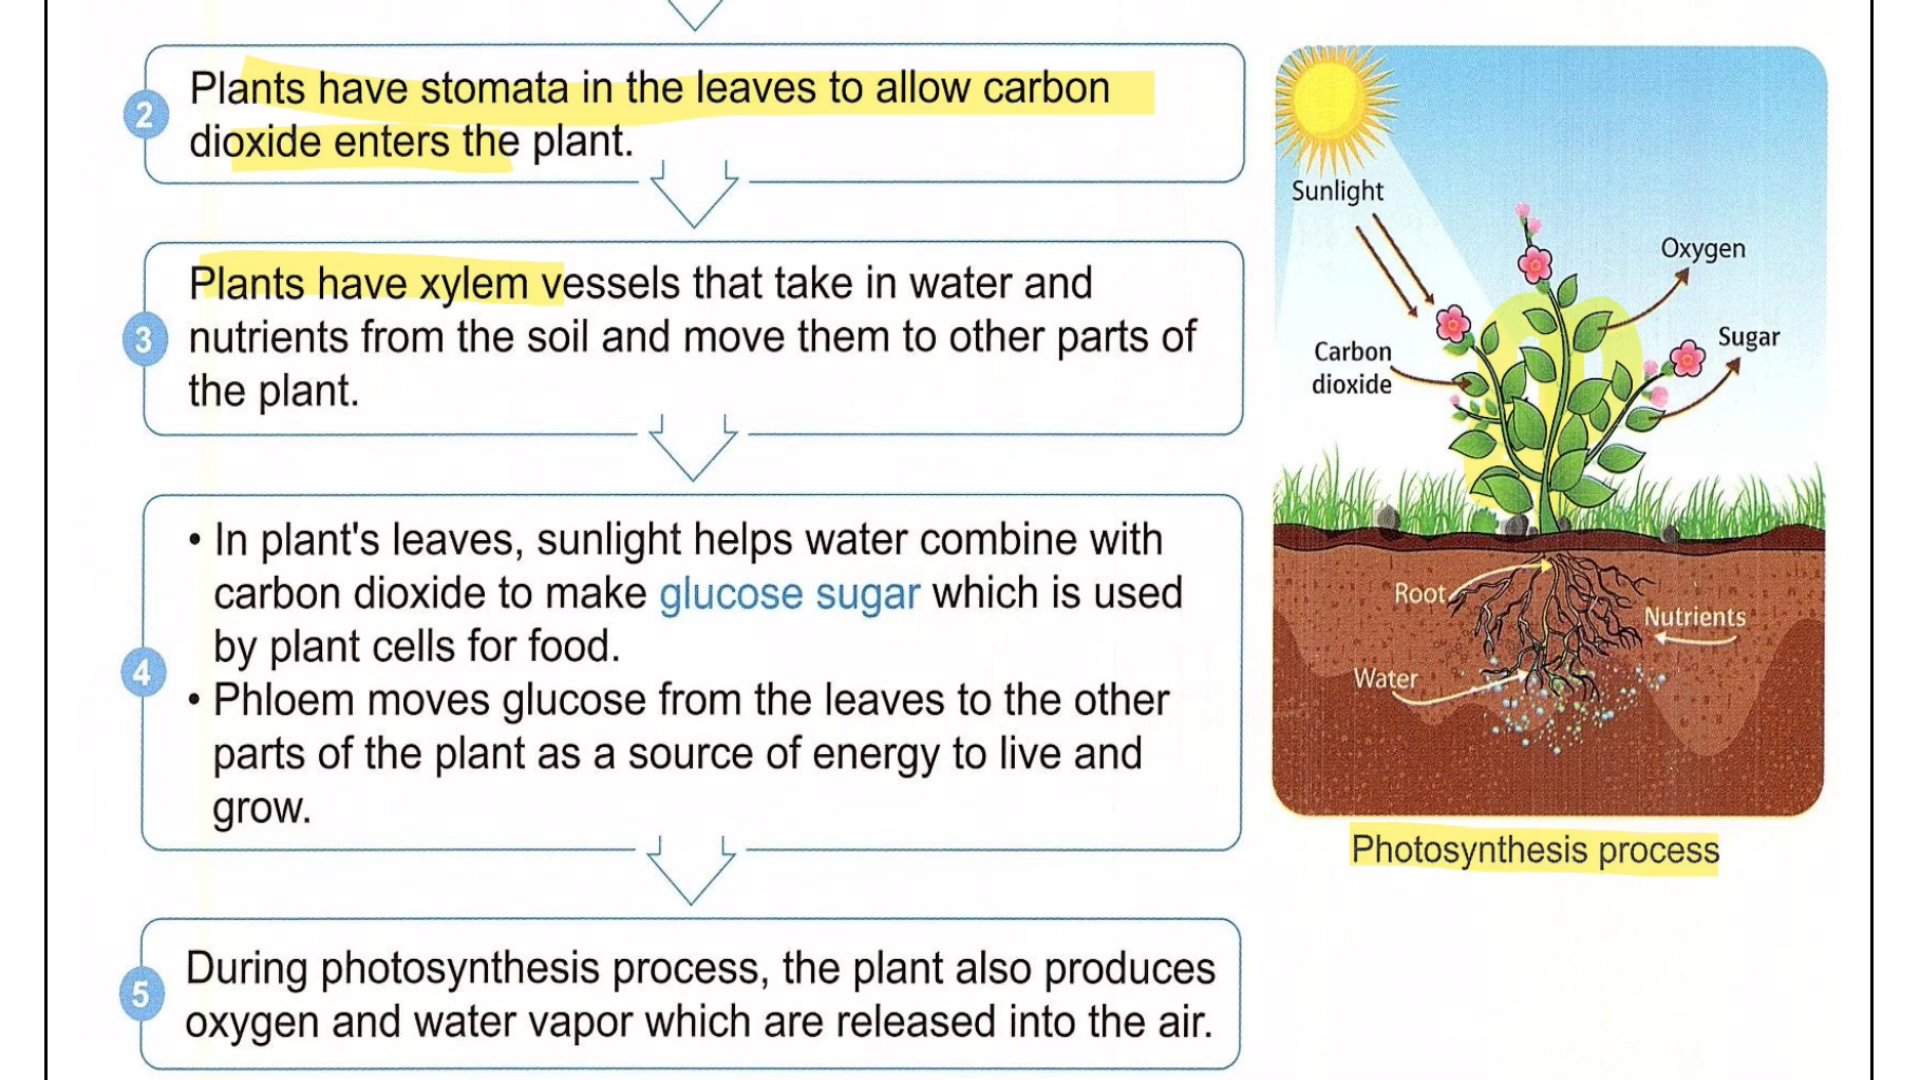 2
Plants have stomata in the leaves to allow carbon
dioxide enters the plant.
3
Plants have xylem vessels that take in water and
nutrients from the soil and move them to other parts of
the plant.
4
• In plant's leaves, sunlight helps water combine with
carbon dioxide to make glucose sugar which is used
by plant cells for food.
• Phloem moves glucose from the leaves to the other
parts of the plant as a source of energy to live and
grow.
5
During photosynthesis process, the plant also produces
oxygen and water vapor which are released into the air.
Sunlight
Oxygen
Sugar
Carbon
dioxide
Root
Nutrients
Water
Photosynthesis process